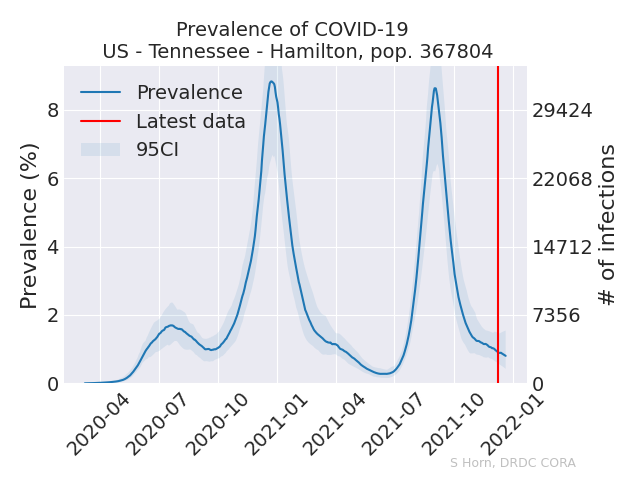 Prevalence of COVID-19
US - Tennessee - Hamilton, pop. 367804
Prevalence
Latest data
95CI
Prevalence (%)
8
6
4
2
0
29424
22068
14712
7356
0
# of infections
2020-04
2020-07
2020-10
2021-01
2021-04
2021-07
2021-10
2022-01
S Horn, DRDC CORA